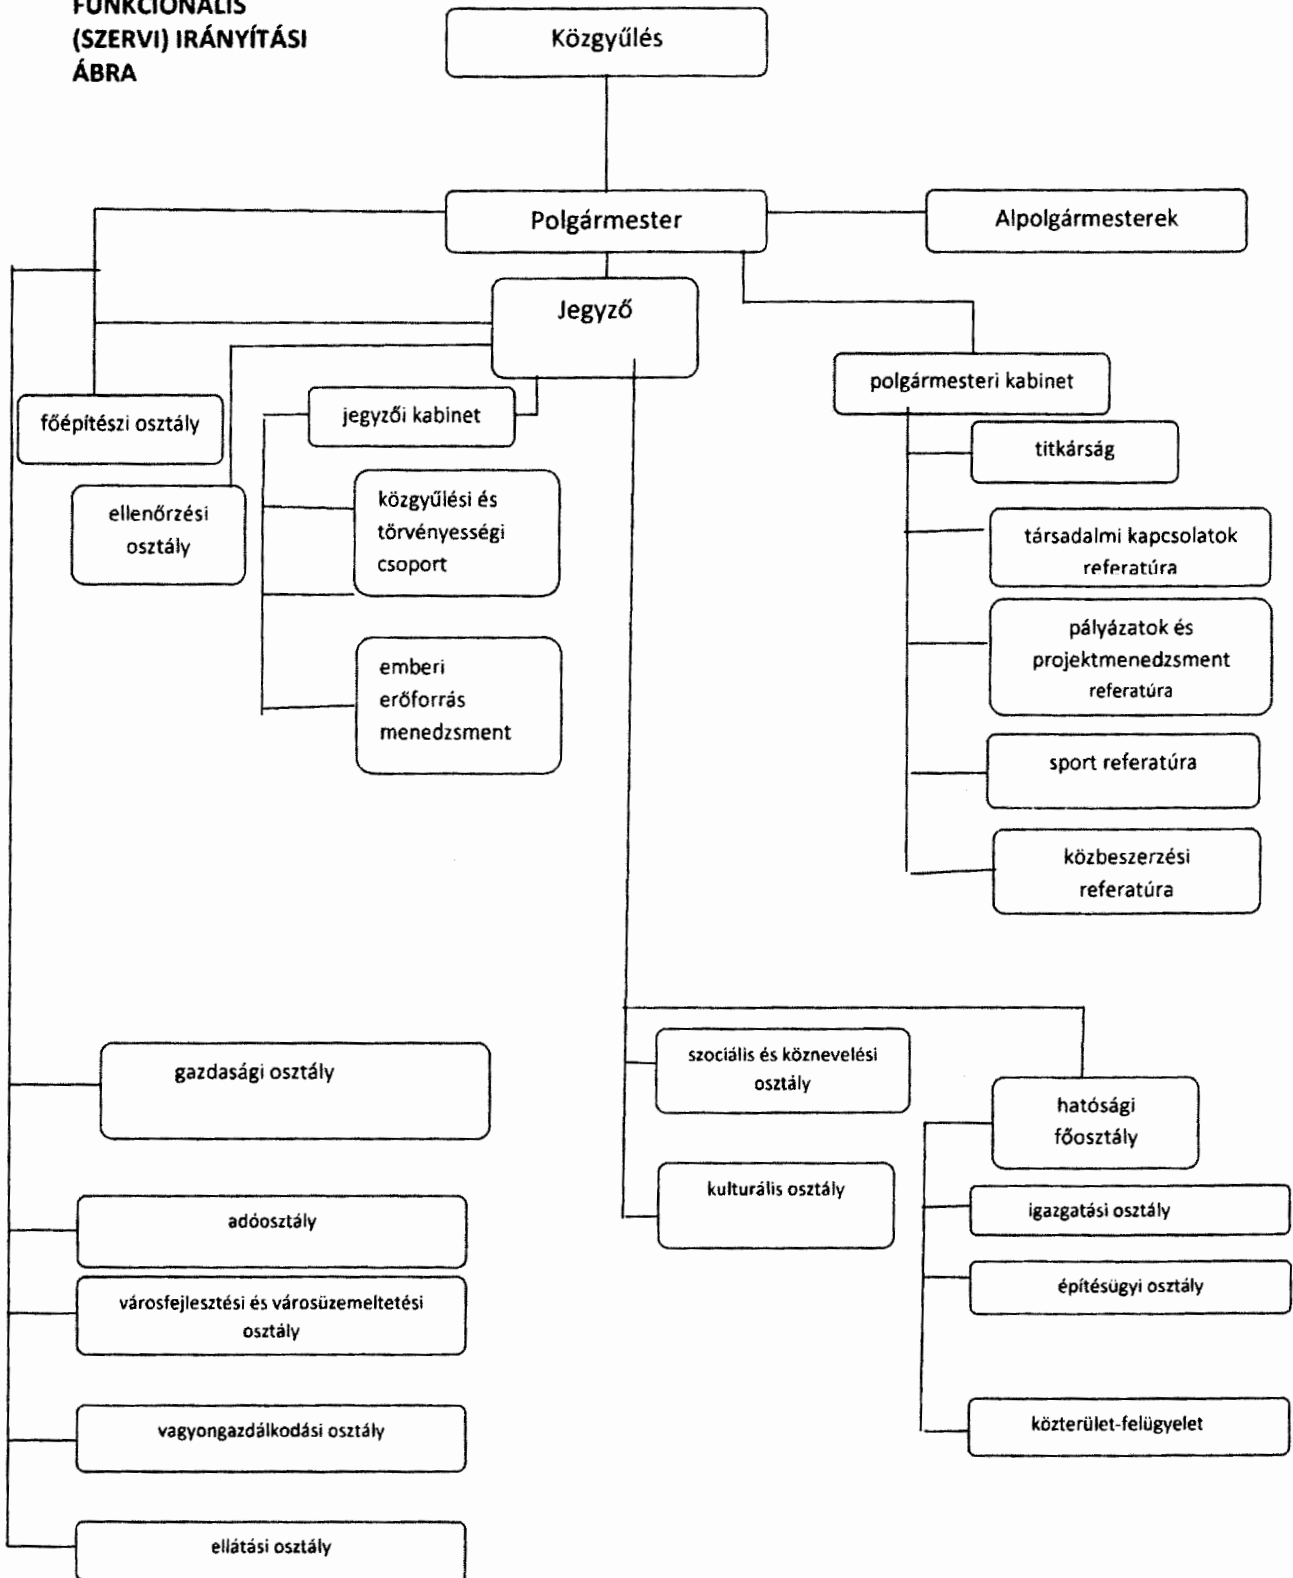 FUNKCIONÁLIS
(SZERVI) IRÁNYÍTÁSI
ÁBRA
Közgyűlés
Polgármester
Alpolgármesterek
Jegyző
polgármesteri kabinet
főépítészi osztály
jegyzői kabinet
titkárság
ellenőrzési
osztály
közgyűlési és
törvényességi
csoport
társadalmi kapcsolatok
referatúra
pályázatok és
projektmenedzsment
referatúra
emberi
erőforrás
menedzsment
sport referatúra
közbeszerzési
referatúra
gazdasági osztály
szociális és köznevelési
osztály
hatósági
főosztály
kulturális osztály
adóosztály
igazgatási osztály
városfejlesztési és városüzemeltetési
osztály
építésügyi osztály
vagyongazdálkodási osztály
közterület-felügyelet
ellátási osztály